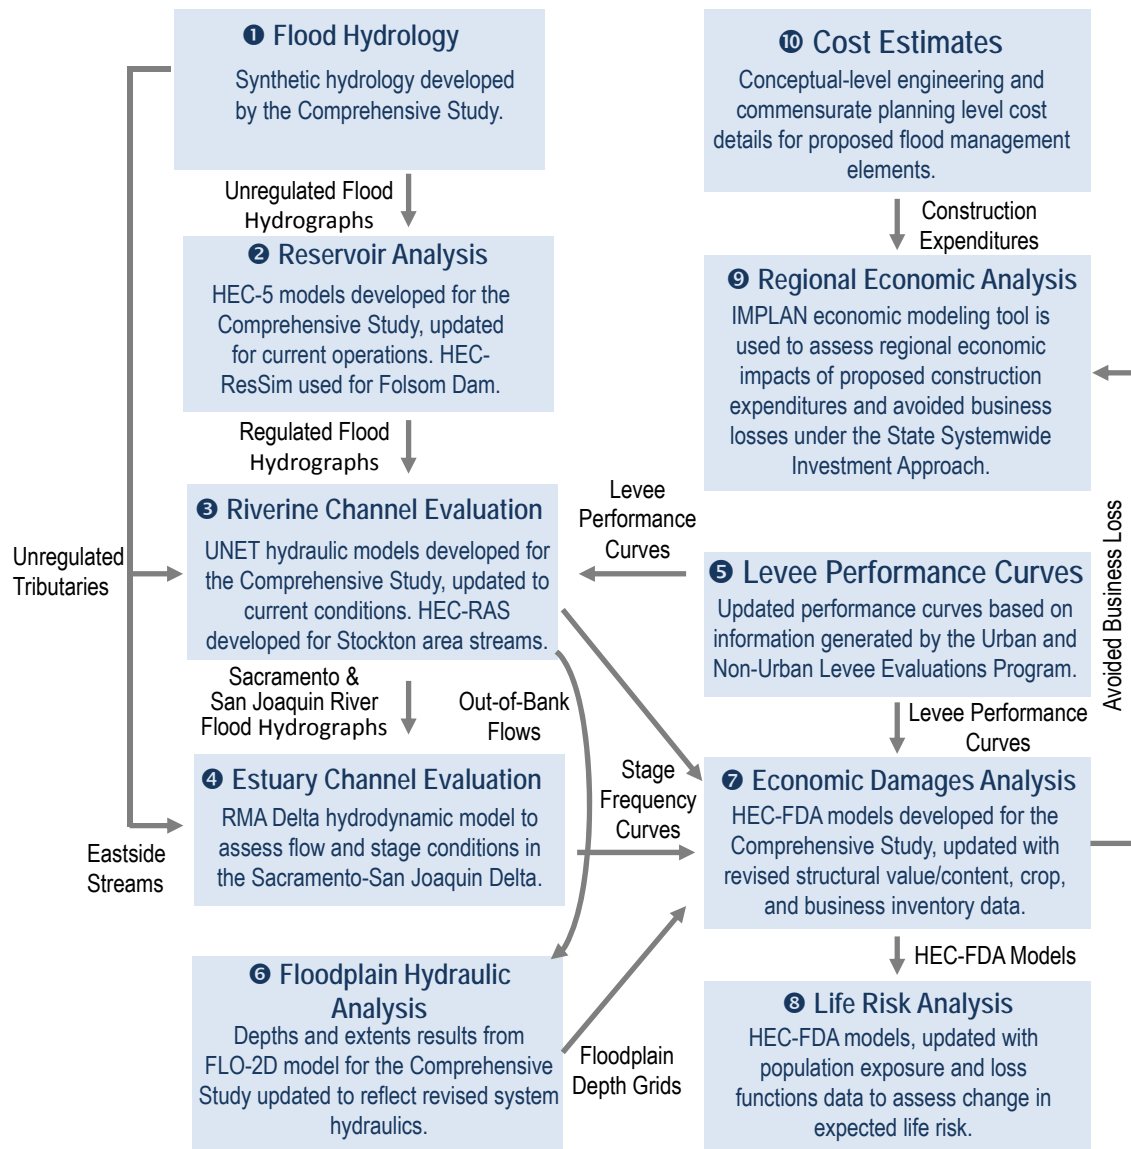 ❶ Flood Hydrology
Synthetic hydrology developed
by the Comprehensive Study.
Unregulated Flood
Hydrographs
❷ Reservoir Analysis
HEC-5 models developed for the
Comprehensive Study, updated
for current operations. HEC-
ResSim used for Folsom Dam.
Regulated Flood
Hydrographs
❸ Riverine Channel Evaluation
UNET hydraulic models developed for
the Comprehensive Study, updated to
current conditions. HEC-RAS
developed for Stockton area streams.
Unregulated
Tributaries
Sacramento &
San Joaquin River
Flood Hydrographs
Out-of-Bank
Flows
❹ Estuary Channel Evaluation
RMA Delta hydrodynamic model to
assess flow and stage conditions in
the Sacramento-San Joaquin Delta.
Eastside
Streams
❻ Floodplain Hydraulic
Analysis
Depths and extents results from
FLO-2D model for the Comprehensive
Study updated to reflect revised system
hydraulics.
❿ Cost Estimates
Conceptual-level engineering and
commensurate planning level cost
details for proposed flood management
elements.
Construction
Expenditures
❾ Regional Economic Analysis
IMPLAN economic modeling tool is
used to assess regional economic
impacts of proposed construction
expenditures and avoided business
losses under the State Systemwide
Investment Approach.
Levee
Performance
Curves
❺ Levee Performance Curves
Updated performance curves based on
information generated by the Urban and
Non-Urban Levee Evaluations Program.
Avoided Business Loss
Levee Performance
Curves
Stage
Frequency
Curves
❼ Economic Damages Analysis
HEC-FDA models developed for the
Comprehensive Study, updated with
revised structural value/content, crop,
and business inventory data.
HEC-FDA Models
Floodplain
Depth Grids
❽ Life Risk Analysis
HEC-FDA models, updated with
population exposure and loss
functions data to assess change in
expected life risk.